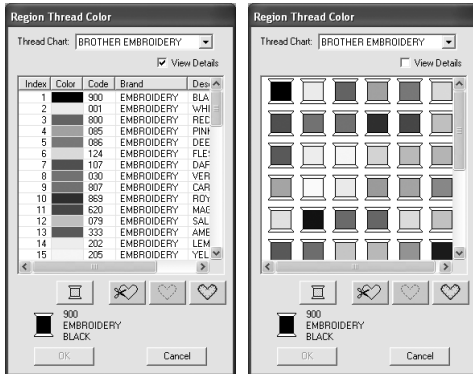 Region Thread Color
Thread Chart: BROTHER EMBROIDERY
View Details
Index Color Code Brand
1 900 EMBROIDERY BLA
2 001 EMBROIDERY WHI
3 800 EMBROIDERY RED
4 085 EMBROIDERY PINK
5 086 EMBROIDERY DEE
6 124 EMBROIDERY FLE
7 107 EMBROIDERY DAF
8 030 EMBROIDERY VER
9 807 EMBROIDERY CAR
10 869 EMBROIDERY ROY
11 620 EMBROIDERY MAG
12 079 EMBROIDERY SAL
13 333 EMBROIDERY AME
14 202 EMBROIDERY LEM
15 205 EMBROIDERY YEL
900
EMBROIDERY
BLACK
OK Cancel
Region Thread Color
Thread Chart: BROTHER EMBROIDERY
View Details
900
EMBROIDERY
BLACK
OK Cancel